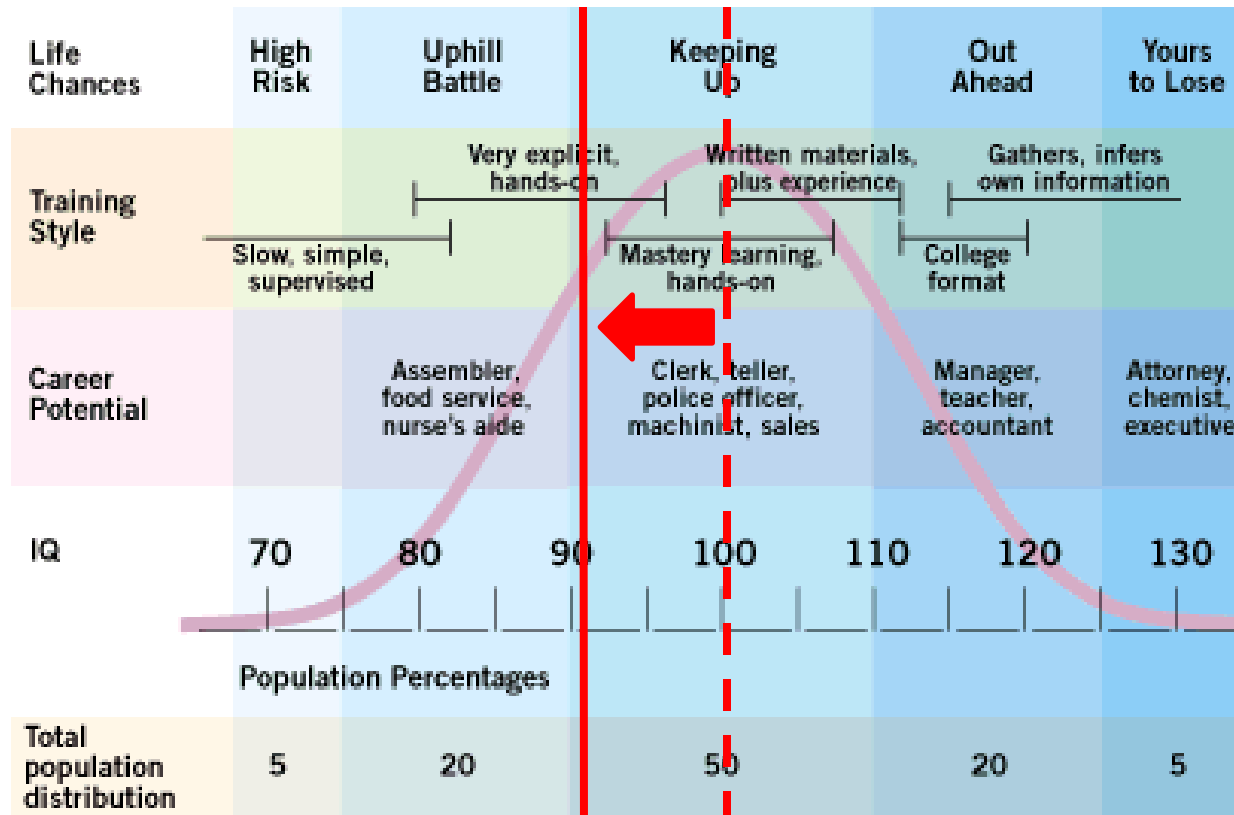 Life
Chances
High
Risk
Uphill
Battle
Keeping
Up
Out
Ahead
Yours
to Lose
Training
Style
Very explicit,
hands-on
Written materials,
plus experience
Gathers, infers
own information
Slow, simple,
supervised
Mastery learning,
hands-on
College
format
Career
Potential
Assembler,
food service,
nurse's aide
Clerk, teller,
police officer,
machinist, sales
Manager,
teacher,
accountant
Attorney,
chemist,
executive
IQ 70 80 90 100 110 120 130
Population Percentages
Total
population
distribution
5 20 50 20 5